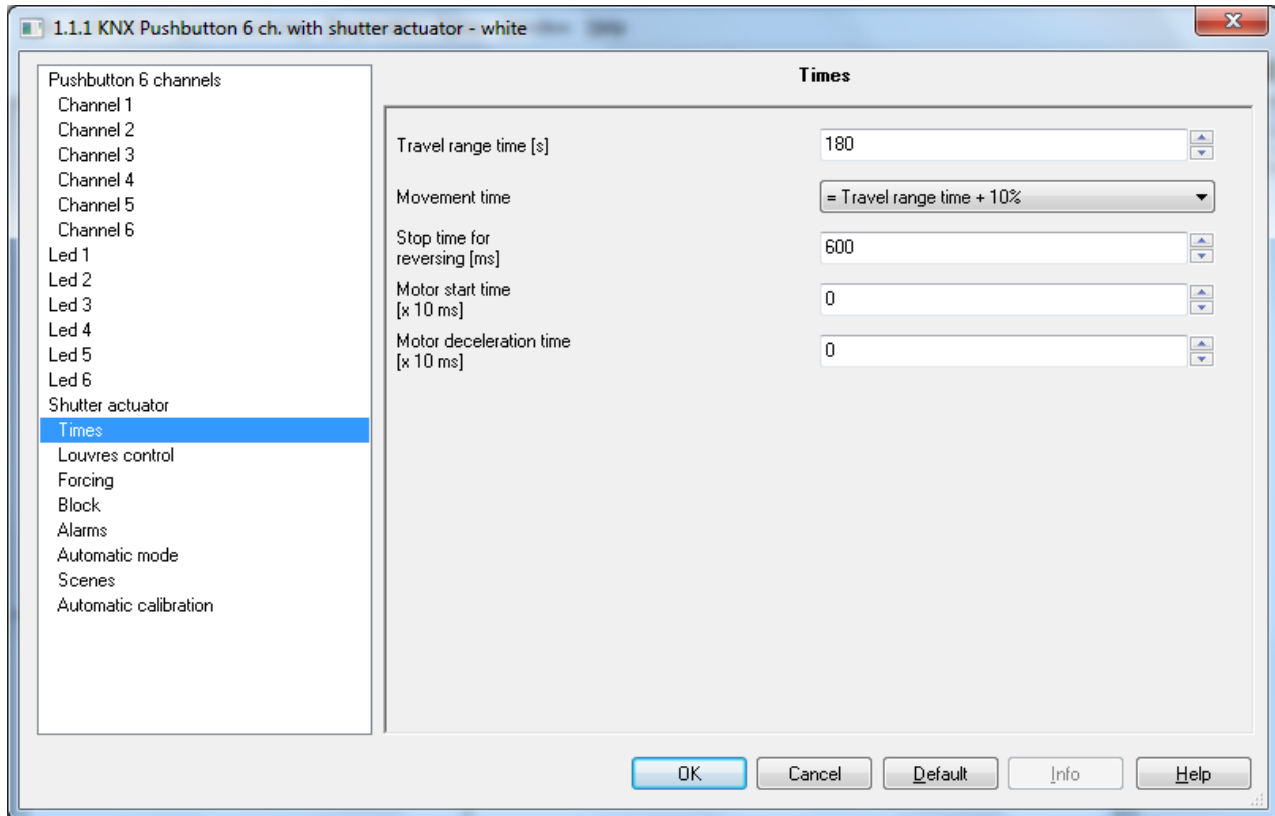 1.1.1 KNX Pushbutton 6 ch. with shutter actuator - white
Pushbutton 6 channels
Channel 1
Channel 2
Channel 3
Channel 4
Channel 5
Channel 6
Led 1
Led 2
Led 3
Led 4
Led 5
Led 6
Shutter actuator
Times
Louvres control
Forcing
Block
Alarms
Automatic mode
Scenes
Automatic calibration
Times
Travel range time [s]
180
Movement time
= Travel range time + 10%
Stop time for
reversing [ms]
600
Motor start time
[x 10 ms]
0
Motor deceleration time
[x 10 ms]
0
OK
Cancel
Default
Info
Help